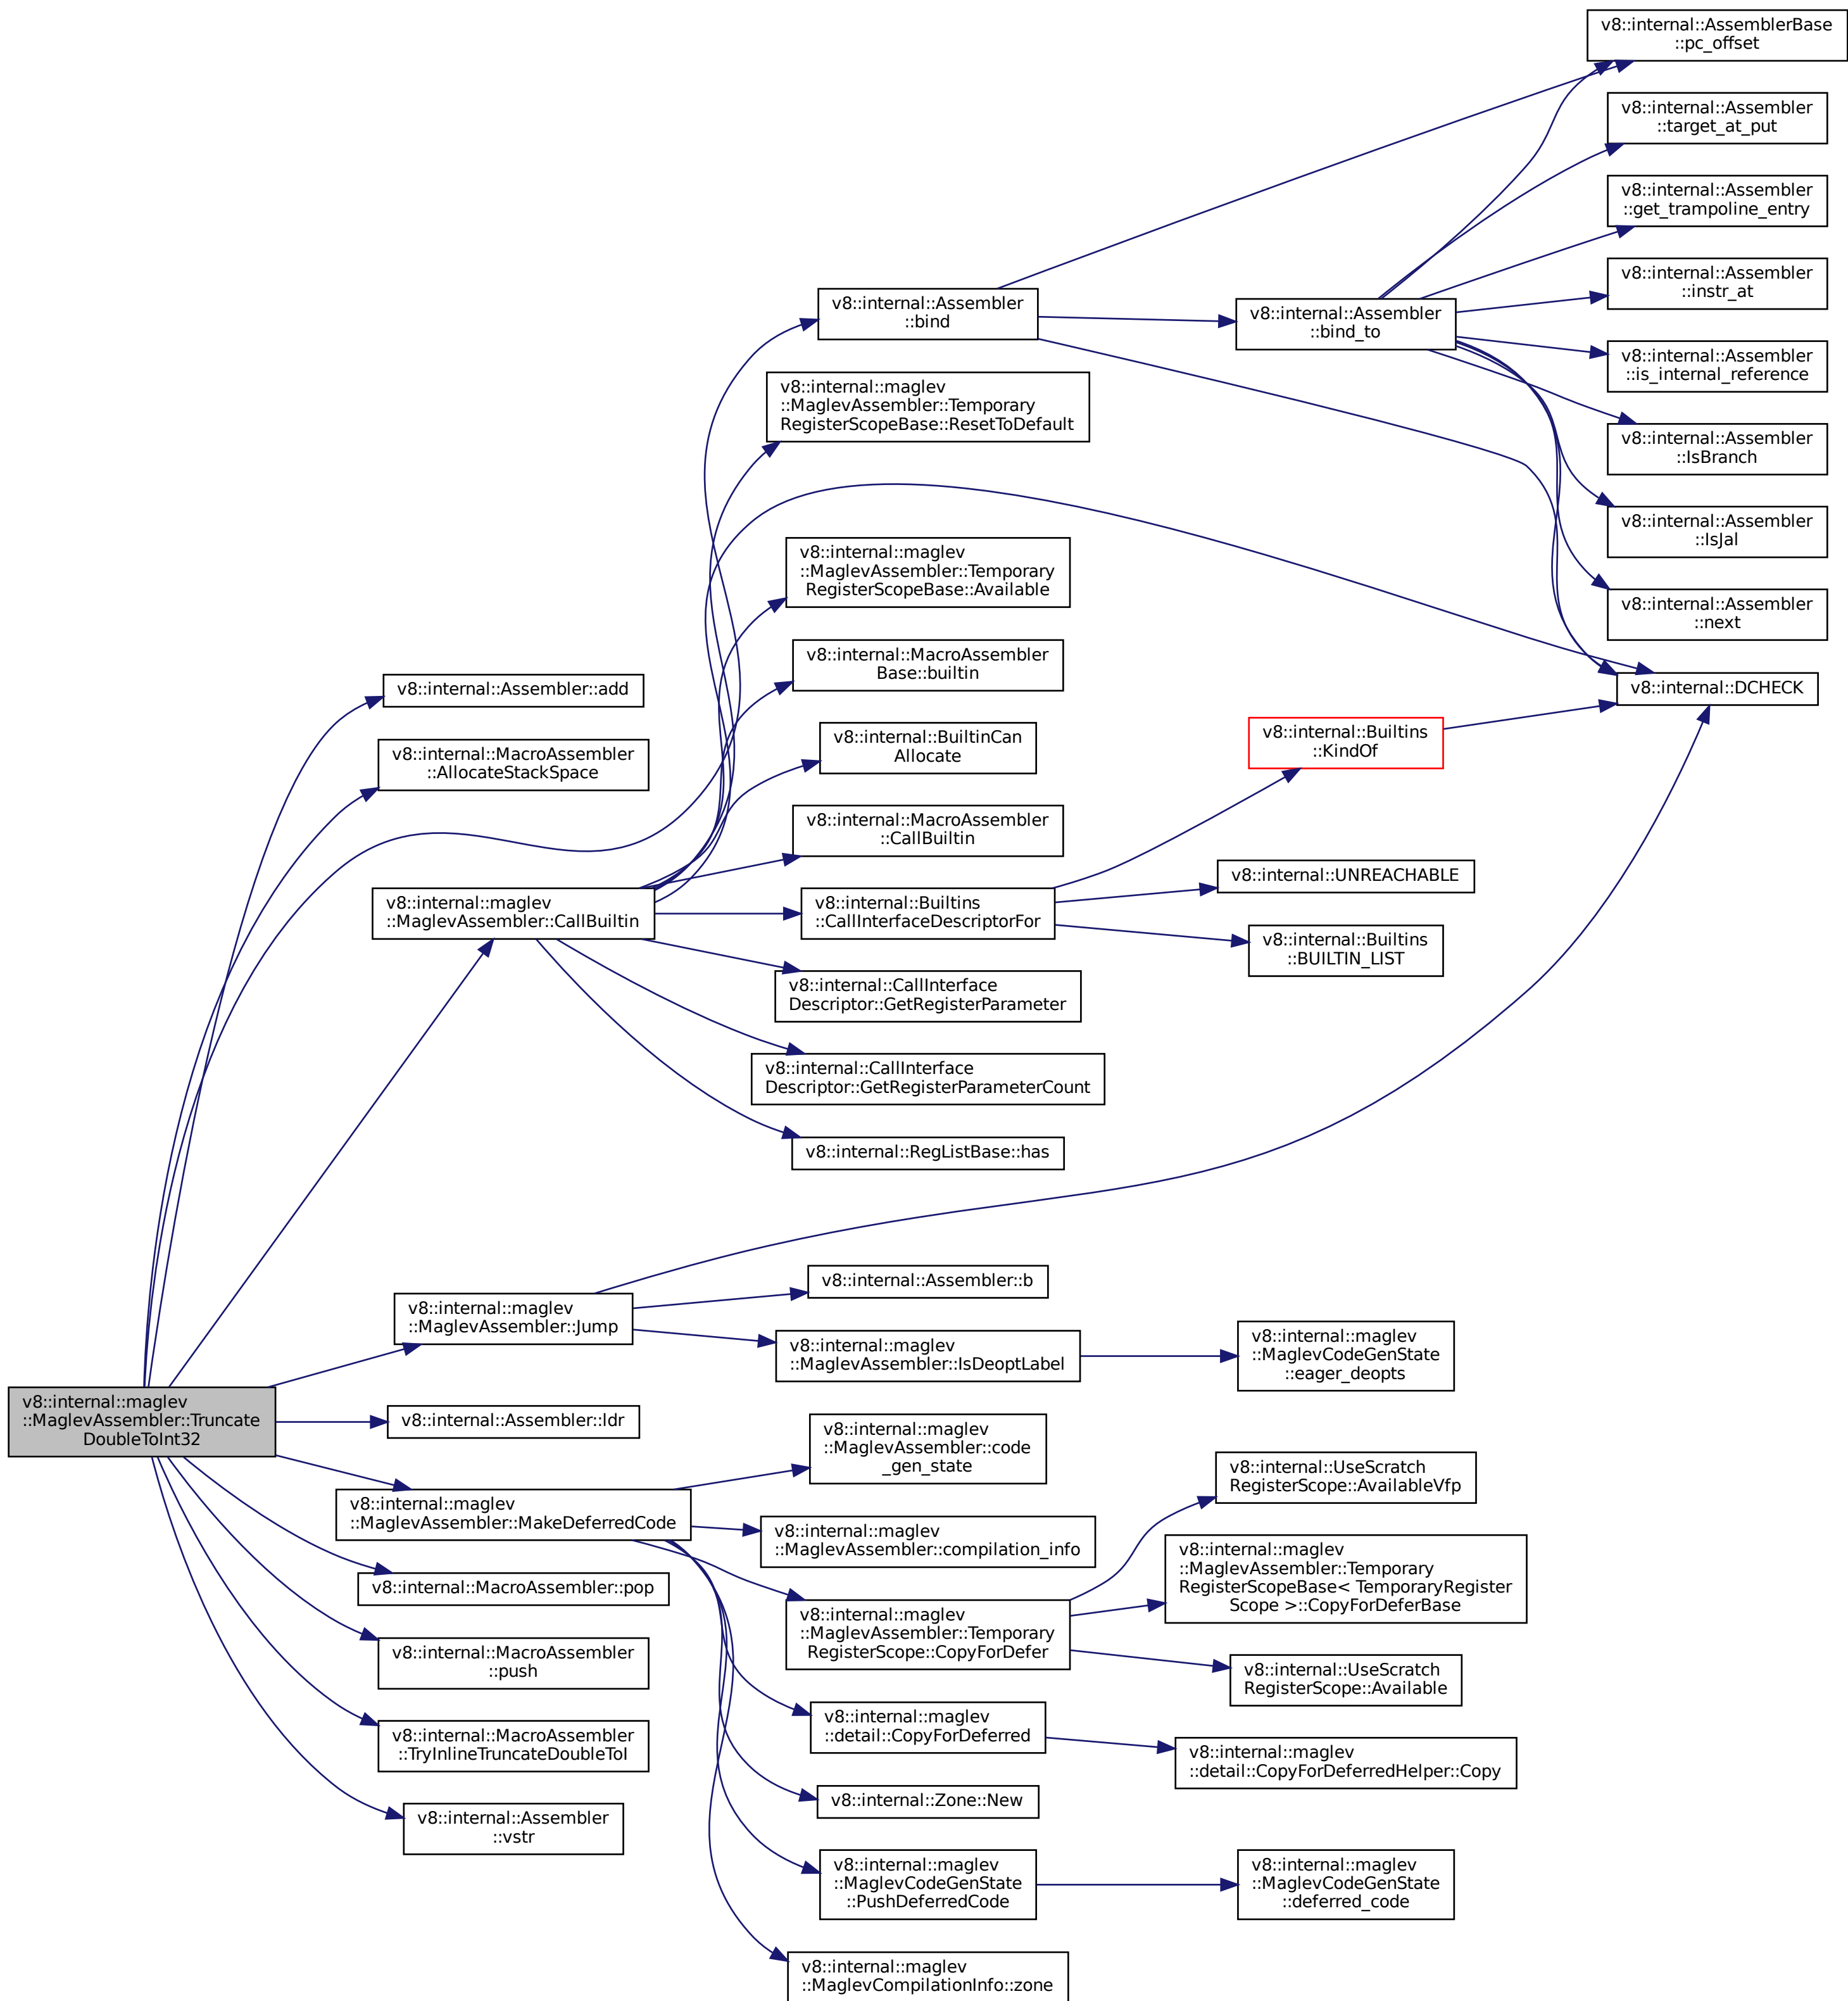 v8::internal::AssemblerBase
::pc_offset
v8::internal::Assembler
::target_at_put
v8::internal::Assembler
::get_trampoline_entry
v8::internal::Assembler
::instr_at
v8::internal::Assembler
::bind
v8::internal::Assembler
::bind_to
v8::internal::Assembler
::is_internal_reference
v8::internal::maglev
::MaglevAssembler::Temporary
RegisterScopeBase::ResetToDefault
v8::internal::Assembler
::IsBranch
v8::internal::Assembler
::IsJal
v8::internal::maglev
::MaglevAssembler::Temporary
RegisterScopeBase::Available
v8::internal::Assembler
::next
v8::internal::MacroAssembler
Base::builtin
v8::internal::Assembler::add
v8::internal::DCHECK
v8::internal::MacroAssembler
::AllocateStackSpace
v8::internal::BuiltinCan
Allocate
v8::internal::Builtins
::KindOf
v8::internal::MacroAssembler
::CallBuiltin
v8::internal::maglev
::MaglevAssembler::CallBuiltin
v8::internal::Builtins
::CallInterfaceDescriptorFor
v8::internal::UNREACHABLE
v8::internal::Builtins
::BUILTIN_LIST
v8::internal::CallInterface
Descriptor::GetRegisterParameter
v8::internal::CallInterface
Descriptor::GetRegisterParameterCount
v8::internal::RegListBase::has
v8::internal::maglev
::MaglevAssembler::Jump
v8::internal::Assembler::b
v8::internal::maglev
::MaglevAssembler::IsDeoptLabel
v8::internal::maglev
::MaglevCodeGenState
::eager_deopts
v8::internal::maglev
::MaglevAssembler::Truncate
DoubleToInt32
v8::internal::Assembler::ldr
v8::internal::maglev
::MaglevAssembler::code
_gen_state
v8::internal::maglev
::MaglevAssembler::MakeDeferredCode
v8::internal::maglev
::MaglevAssembler::compilation_info
v8::internal::UseScratch
RegisterScope::AvailableVfp
v8::internal::maglev
::MaglevAssembler::Temporary
RegisterScopeBase< TemporaryRegister
Scope >::CopyForDeferBase
v8::internal::MacroAssembler::pop
v8::internal::maglev
::MaglevAssembler::Temporary
RegisterScope::CopyForDefer
v8::internal::MacroAssembler
::push
v8::internal::UseScratch
RegisterScope::Available
v8::internal::maglev
::detail::CopyForDeferred
v8::internal::MacroAssembler
::TryInlineTruncateDoubleToI
v8::internal::maglev
::detail::CopyForDeferredHelper::Copy
v8::internal::Zone::New
v8::internal::Assembler
::vstr
v8::internal::maglev
::MaglevCodeGenState
::PushDeferredCode
v8::internal::maglev
::MaglevCodeGenState
::deferred_code
v8::internal::maglev
::MaglevCompilationInfo::zone